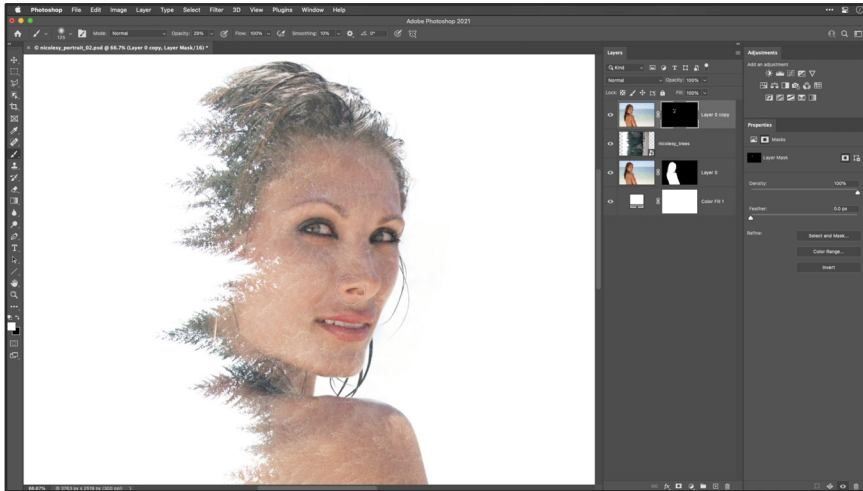 Photoshop File Edit Image Layer Type Select Filter 3D View Plugins Window Help
Adobe Photoshop 2021
125 Mode: Normal Opacity: 29% Flow: 100% Smoothing: 10% 0°
× © nicolesy_portrait_02.psd @ 66.7% (Layer 0 copy, Layer Mask/16) *
Layers
Kind
Normal Opacity: 100%
Lock: Fill: 100%
Layer 0 copy
nicolesy_trees
Layer 0
Color Fill 1
fx
Adjustments
Add an adjustment
Properties
Masks
Layer Mask
Density: 100%
Feather: 0.0 px
Refine: Select and Mask...
Color Range...
Invert
66.67%